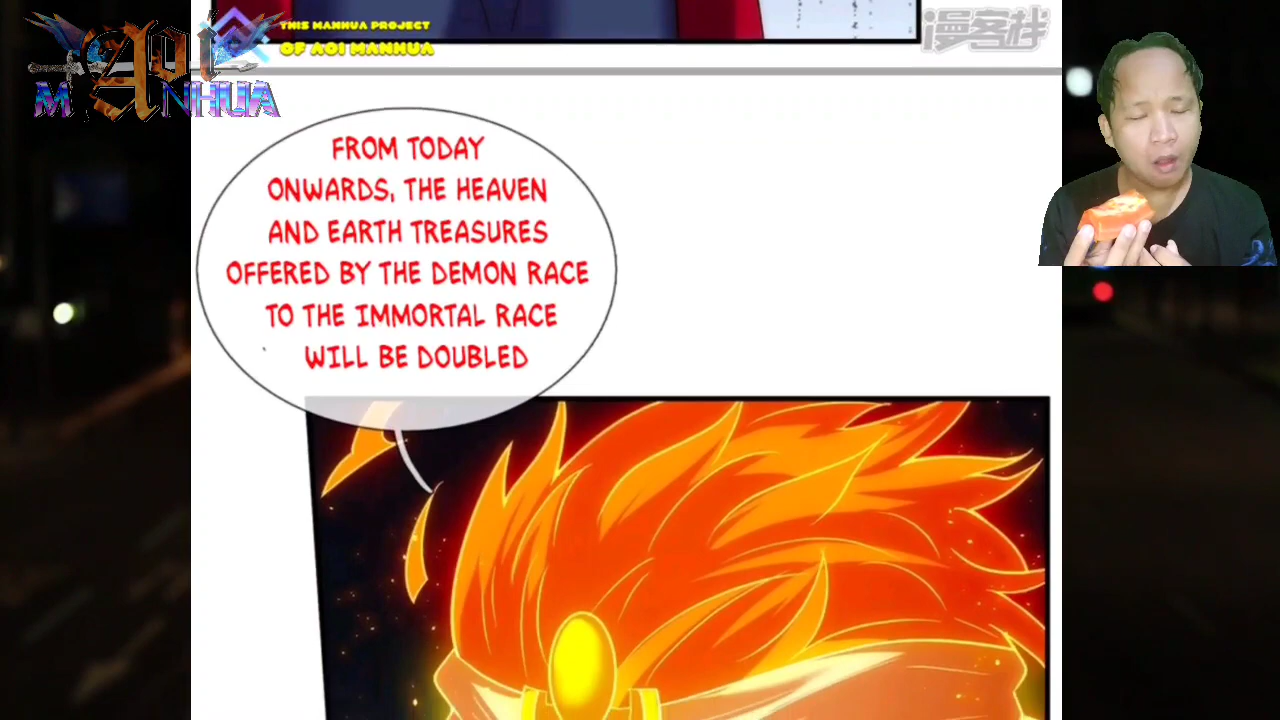 THIS MANHUA PROJECT
OF AOI MANHUA
漫客栈
Aoi
MANHUA
FROM TODAY
ONWARDS, THE HEAVEN
AND EARTH TREASURES
OFFERED BY THE DEMON RACE
TO THE IMMORTAL RACE
WILL BE DOUBLED